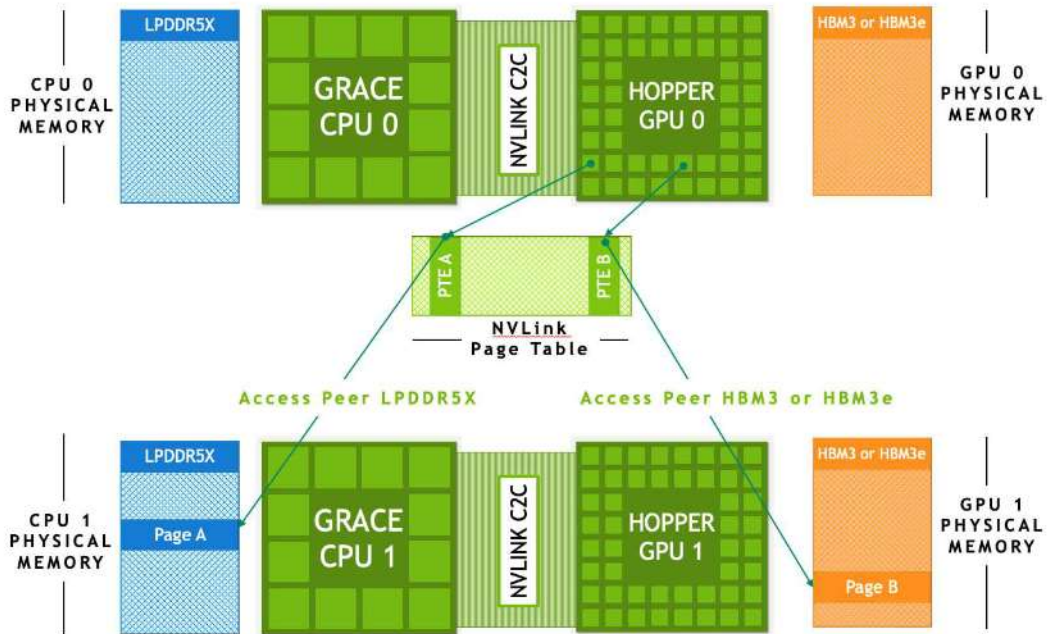 LPDDR5X
HBM3 or HBM3e
CPU 0
PHYSICAL
MEMORY
GRACE
CPU 0
NVLINK C2C
HOPPER
GPU 0
GPU 0
PHYSICAL
MEMORY
PTE A
PTE B
NVLink
Page Table
Access Peer LPDDR5X
Access Peer HBM3 or HBM3e
LPDDR5X
HBM3 or HBM3e
CPU 1
PHYSICAL
MEMORY
Page A
GRACE
CPU 1
NVLINK C2C
HOPPER
GPU 1
GPU 1
PHYSICAL
MEMORY
Page B